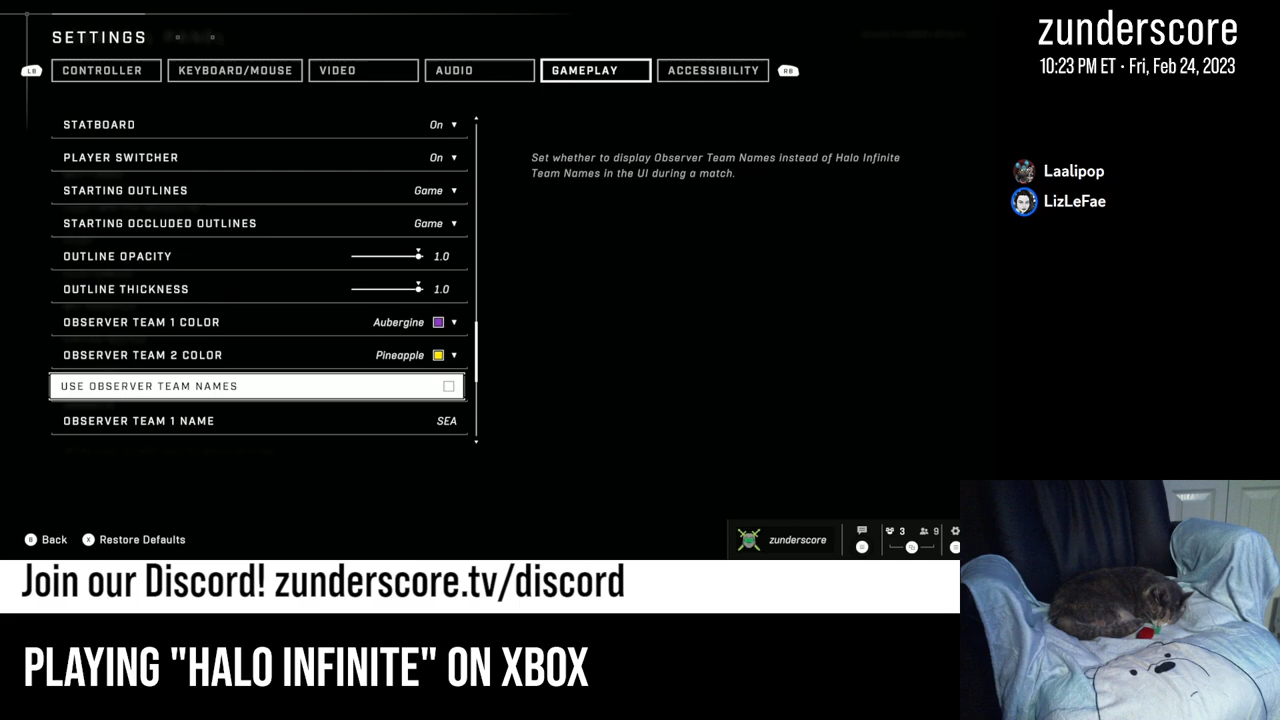 SETTINGS
LB
CONTROLLER
KEYBOARD/MOUSE
VIDEO
AUDIO
GAMEPLAY
ACCESSIBILITY
RB
STATBOARD On
PLAYER SWITCHER On
STARTING OUTLINES Game
STARTING OCCLUDED OUTLINES Game
OUTLINE OPACITY 1.0
OUTLINE THICKNESS 1.0
OBSERVER TEAM 1 COLOR Aubergine
OBSERVER TEAM 2 COLOR Pineapple
USE OBSERVER TEAM NAMES
OBSERVER TEAM 1 NAME SEA
Set whether to display Observer Team Names instead of Halo Infinite
Team Names in the UI during a match.
B Back X Restore Defaults
zunderscore
3 9
zunderscore
10:23 PM ET • Fri, Feb 24, 2023
Laalipop
LizLeFae
Join our Discord! zunderscore.tv/discord
PLAYING "HALO INFINITE" ON XBOX